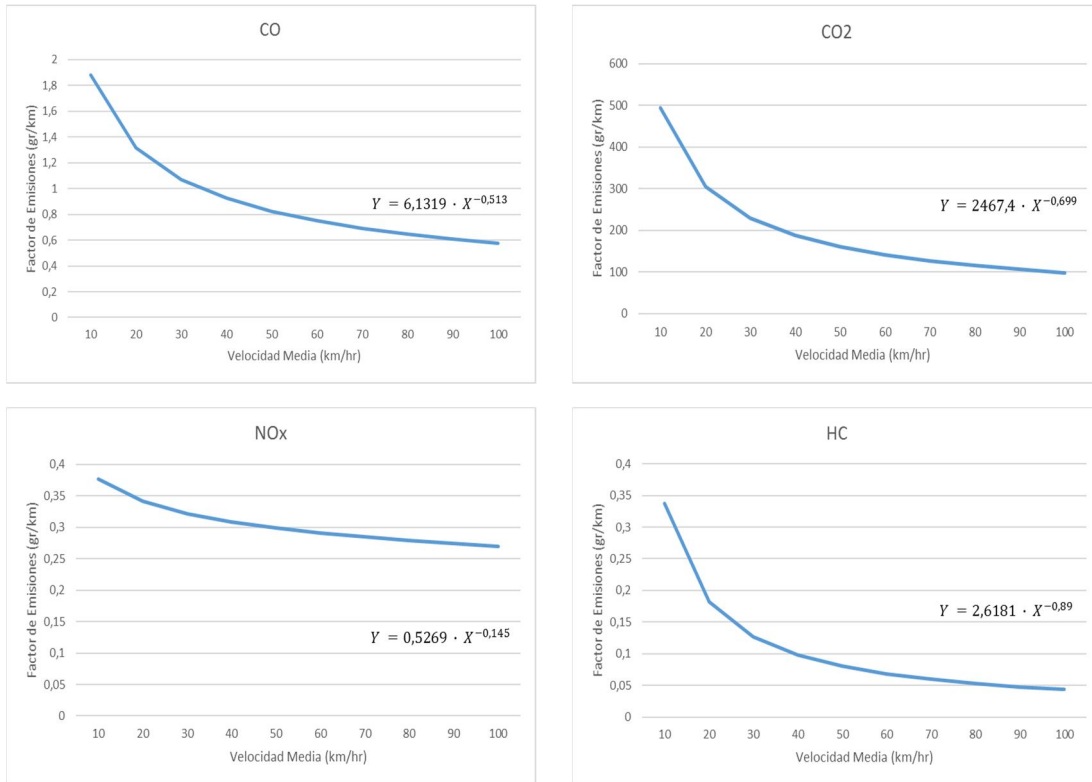 CO
Factor de Emisiones (gr/km)
2
1,8
1,6
1,4
1,2
1
0,8
0,6
0,4
0,2
0
Y = 6,1319 · X^{-0,513}
10 20 30 40 50 60 70 80 90 100
Velocidad Media (km/hr)
CO2
Factor de Emisiones (gr/km)
600
500
400
300
200
100
0
Y = 2467,4 · X^{-0,699}
10 20 30 40 50 60 70 80 90 100
Velocidad Media (km/hr)
NOx
Factor de Emisiones (gr/km)
0,4
0,35
0,3
0,25
0,2
0,15
0,1
0,05
0
Y = 0,5269 · X^{-0,145}
10 20 30 40 50 60 70 80 90 100
Velocidad Media (km/hr)
HC
Factor de Emisiones (gr/km)
0,4
0,35
0,3
0,25
0,2
0,15
0,1
0,05
0
Y = 2,6181 · X^{-0,89}
10 20 30 40 50 60 70 80 90 100
Velocidad Media (km/hr)